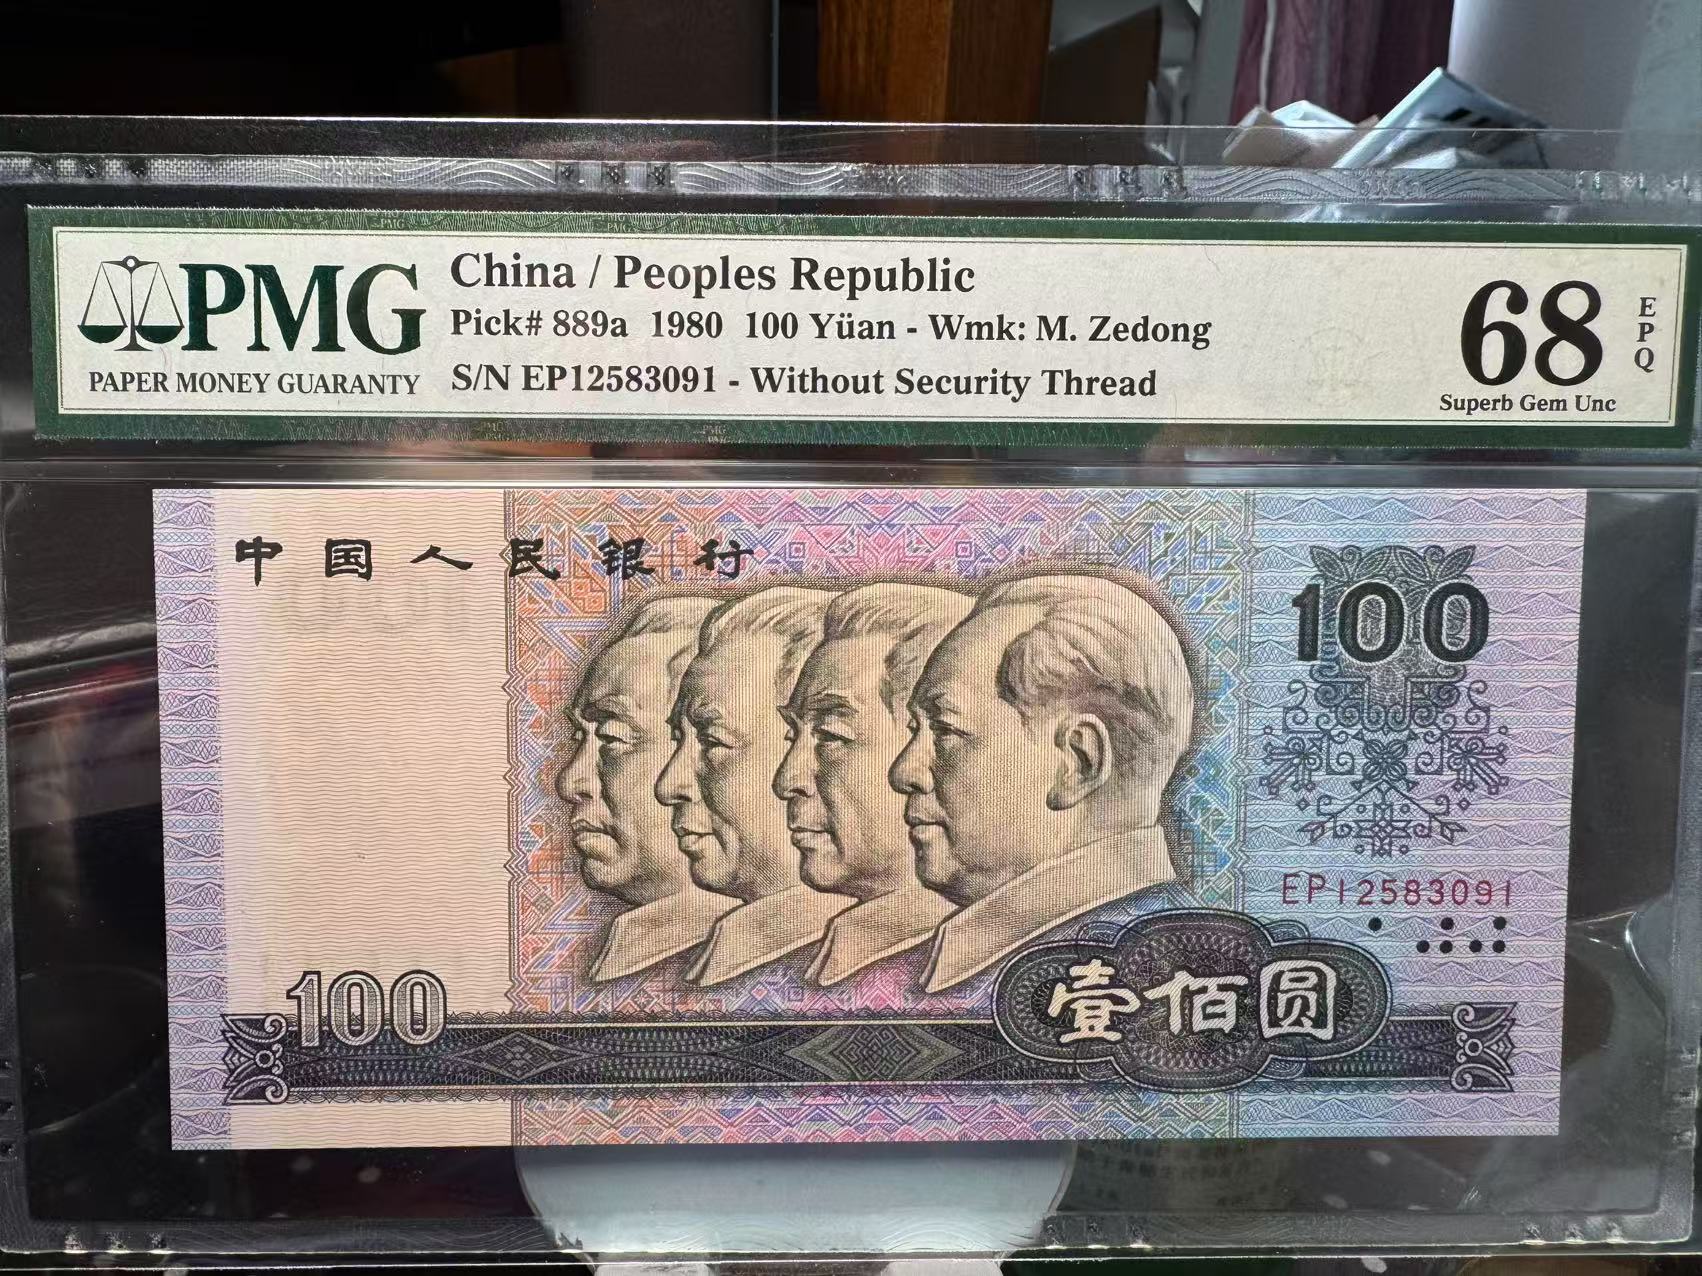 PMG
PAPER MONEY GUARANTY
China / Peoples Republic
Pick# 889a 1980 100 Yüan - Wmk: M. Zedong
S/N EP12583091 - Without Security Thread
68
EPQ
Superb Gem Unc
中国人民银行
100
EP12583091
100
壹佰圆